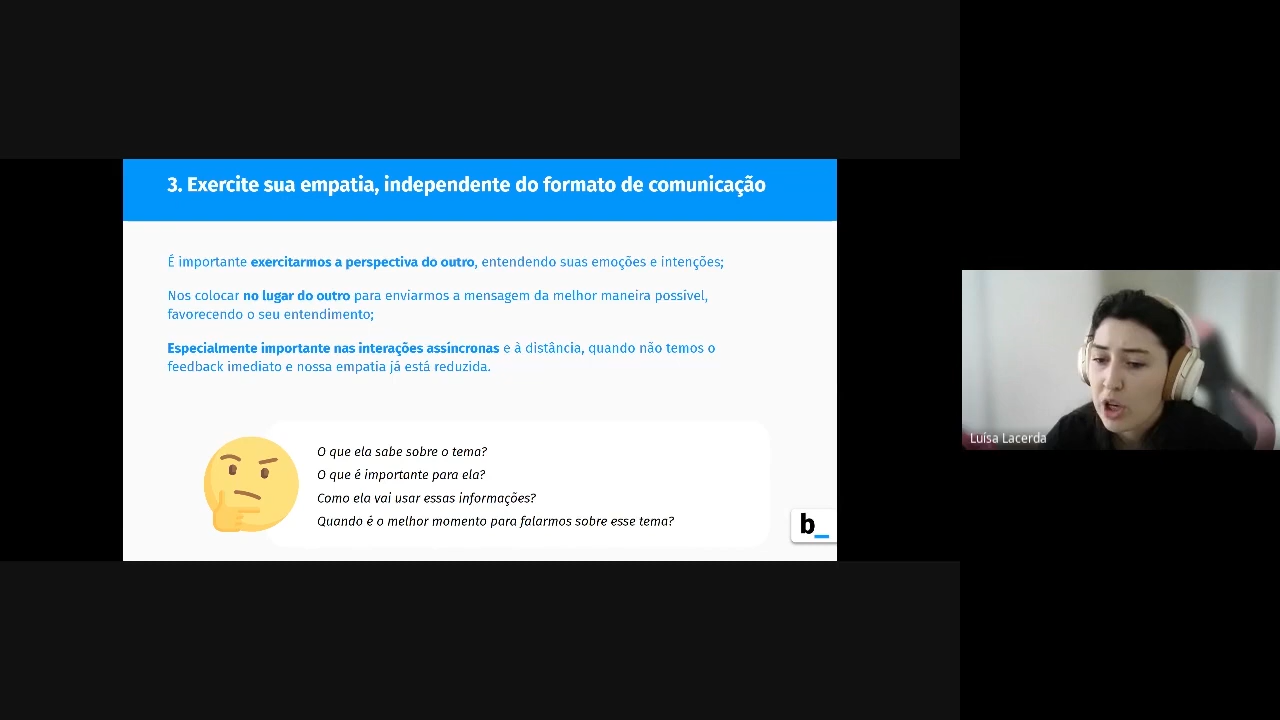 3. Exercite sua empatia, independente do formato de comunicação
É importante exercitarmos a perspectiva do outro, entendendo suas emoções e intenções;
Nos colocar no lugar do outro para enviarmos a mensagem da melhor maneira possível,
favorecendo o seu entendimento;
Especialmente importante nas interações assíncronas e à distância, quando não temos o
feedback imediato e nossa empatia já está reduzida.
O que ela sabe sobre o tema?
O que é importante para ela?
Como ela vai usar essas informações?
Quando é o melhor momento para falarmos sobre esse tema?
b_
Luísa Lacerda